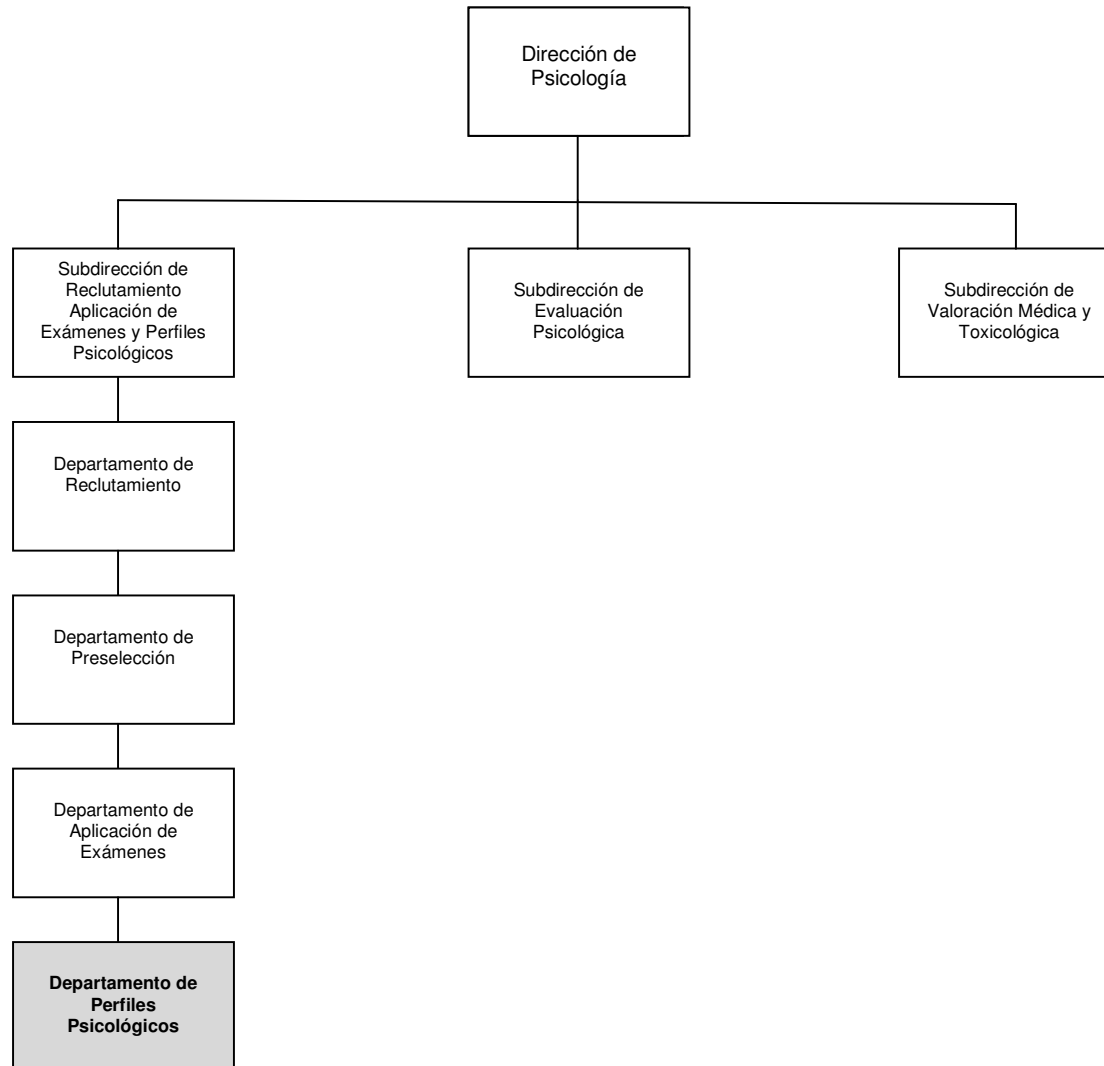 Dirección de
Psicología
Subdirección de
Reclutamiento
Aplicación de
Exámenes y Perfiles
Psicológicos
Subdirección de
Evaluación
Psicológica
Subdirección de
Valoración Médica y
Toxicológica
Departamento de
Reclutamiento
Departamento de
Preselección
Departamento de
Aplicación de
Exámenes
Departamento de
Perfiles
Psicológicos